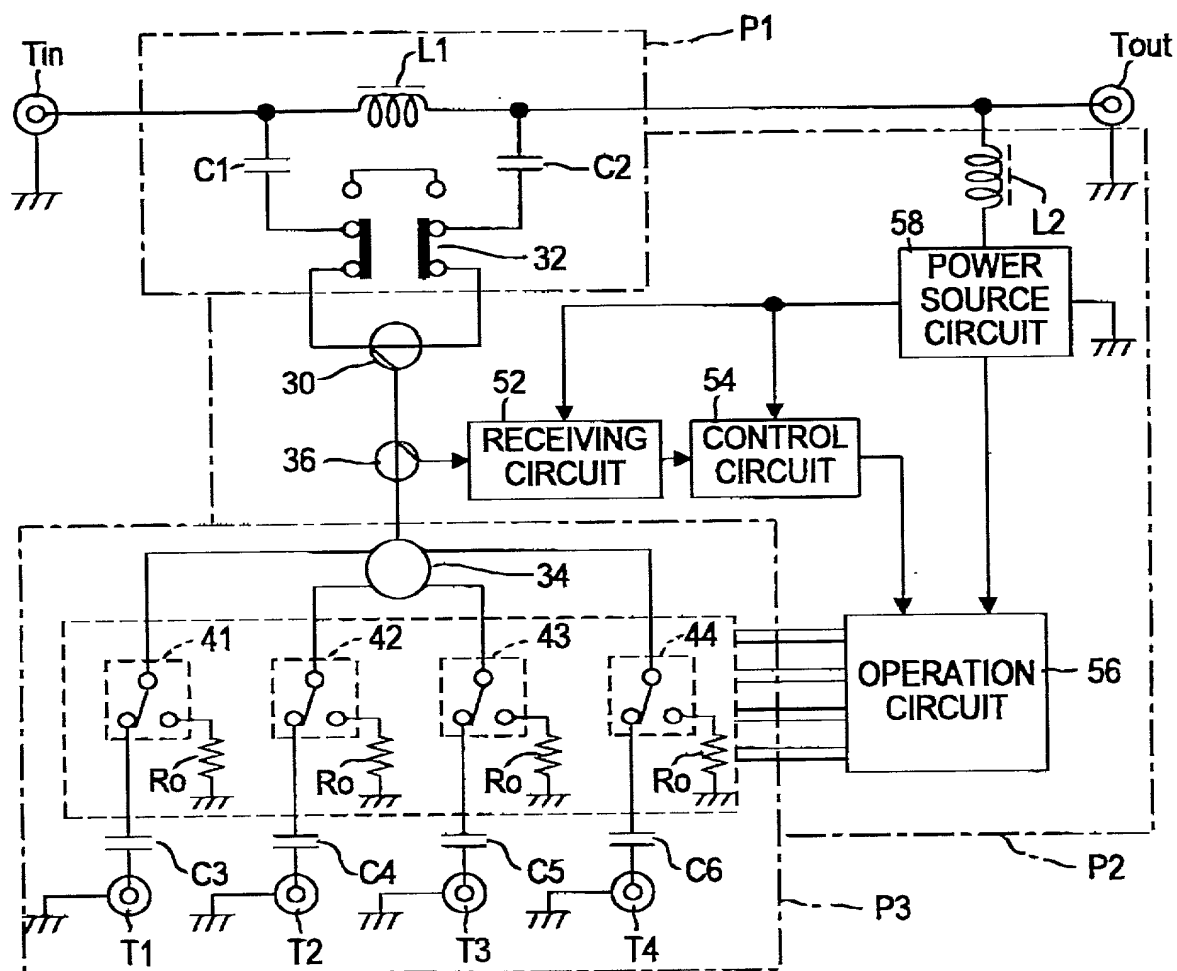 Tin
L1
P1
Tout
C1
C2
L2
32
58
POWER
SOURCE
CIRCUIT
30
52
54
RECEIVING
CIRCUIT
CONTROL
CIRCUIT
36
34
41
42
43
44
OPERATION
CIRCUIT
56
Ro
Ro
Ro
Ro
C3
C4
C5
C6
P2
P3
T1
T2
T3
T4